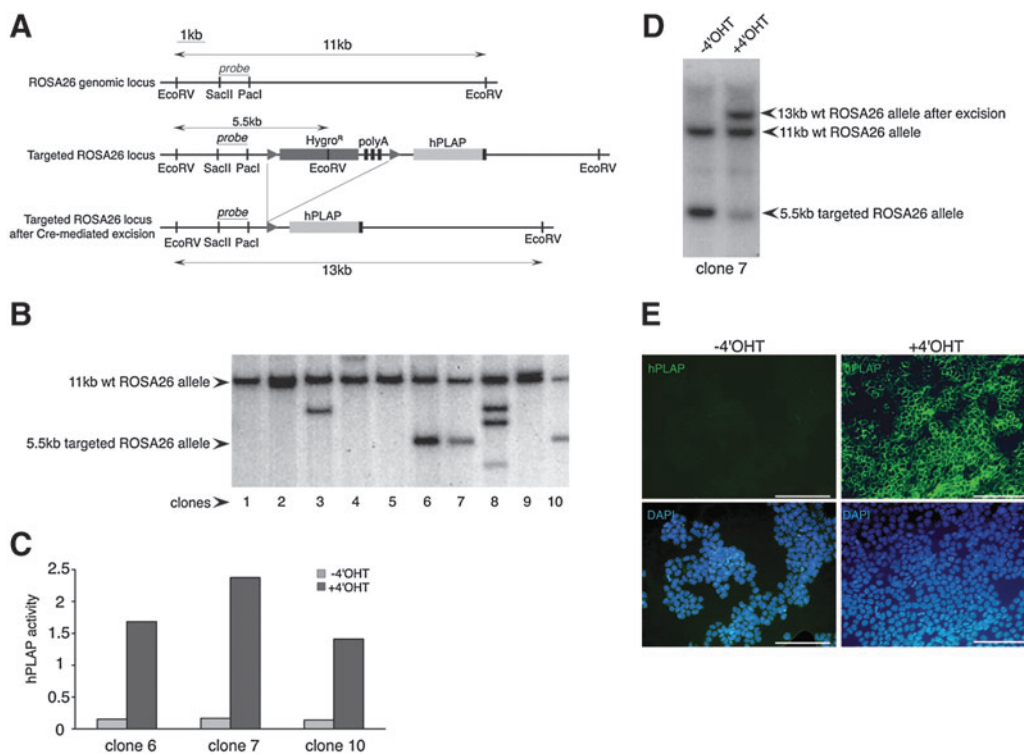 A
1kb
11kb
probe
ROSA26 genomic locus
EcoRV
SacII PacI
EcoRV
5.5kb
probe
Hygroᴿ
polyA
hPLAP
Targeted ROSA26 locus
EcoRV
SacII PacI
EcoRV
EcoRV
probe
hPLAP
Targeted ROSA26 locus
after Cre-mediated excision
EcoRV
SacII PacI
EcoRV
13kb
B
11kb wt ROSA26 allele
5.5kb targeted ROSA26 allele
clones 1 2 3 4 5 6 7 8 9 10
C
hPLAP activity
2.5
2
1.5
1
0.5
0
-4'OHT
+4'OHT
clone 6 clone 7 clone 10
D
-4'OHT +4'OHT
13kb wt ROSA26 allele after excision
11kb wt ROSA26 allele
5.5kb targeted ROSA26 allele
clone 7
E
-4'OHT +4'OHT
hPLAP hPLAP
DAPI DAPI